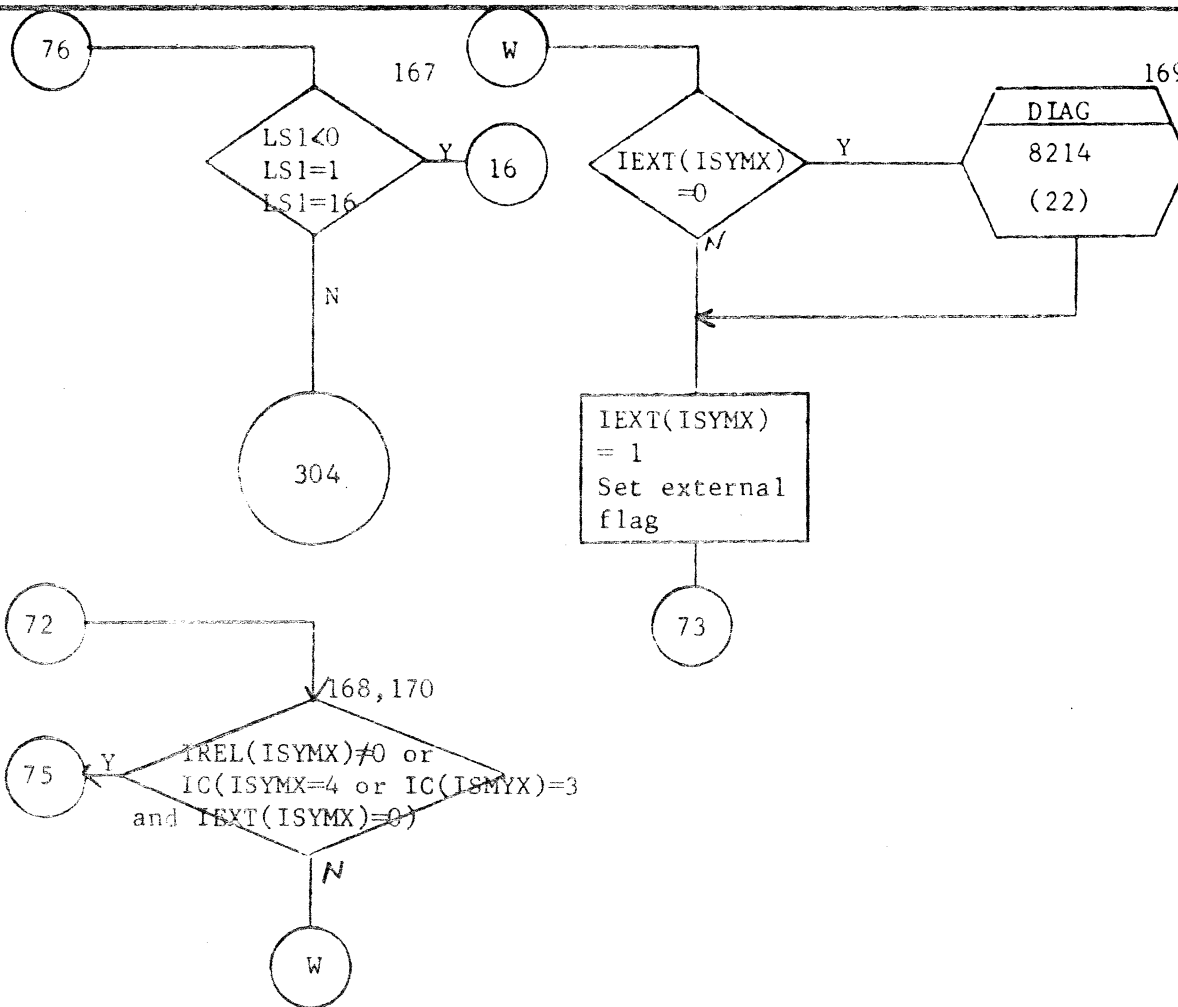 76
167
LS1<0
LS1=1
LS1=16
Y
16
N
304
W
IEXT(ISYMX)
=0
Y
N
169
DIAG
8214
(22)
IEXT(ISYMX)
= 1
Set external
flag
73
72
168,170
IREL(ISYMX)≠0 or
IC(ISYMX=4 or IC(ISMYX)=3
and IEXT(ISYMX)=0)
Y
75
N
W